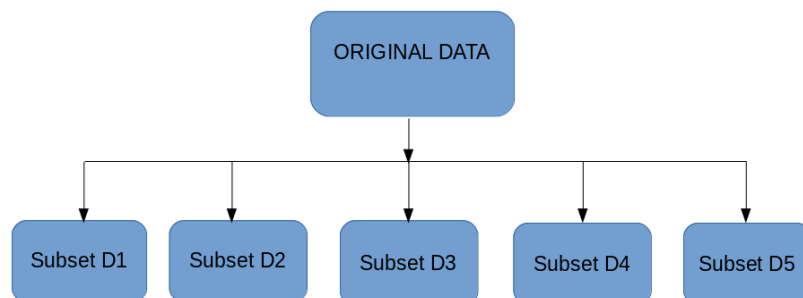 ORIGINAL DATA
Subset D1
Subset D2
Subset D3
Subset D4
Subset D5